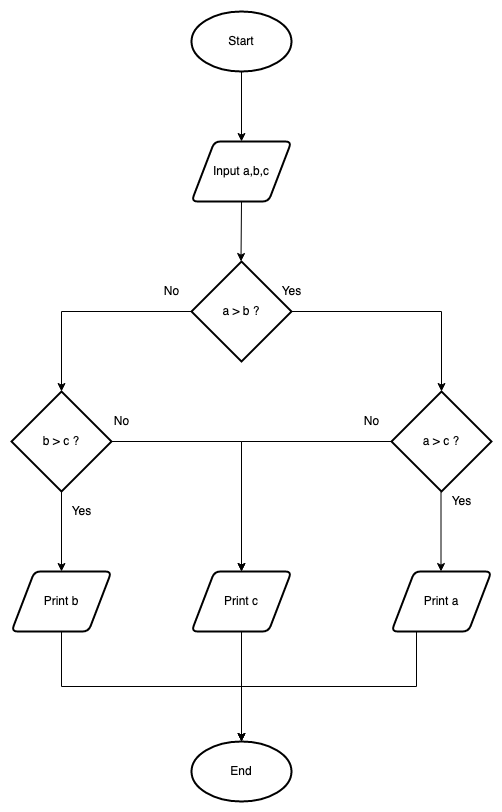 Start
Input a,b,c
No
Yes
a > b ?
No
No
b > c ?
a > c ?
Yes
Yes
Print b
Print c
Print a
End